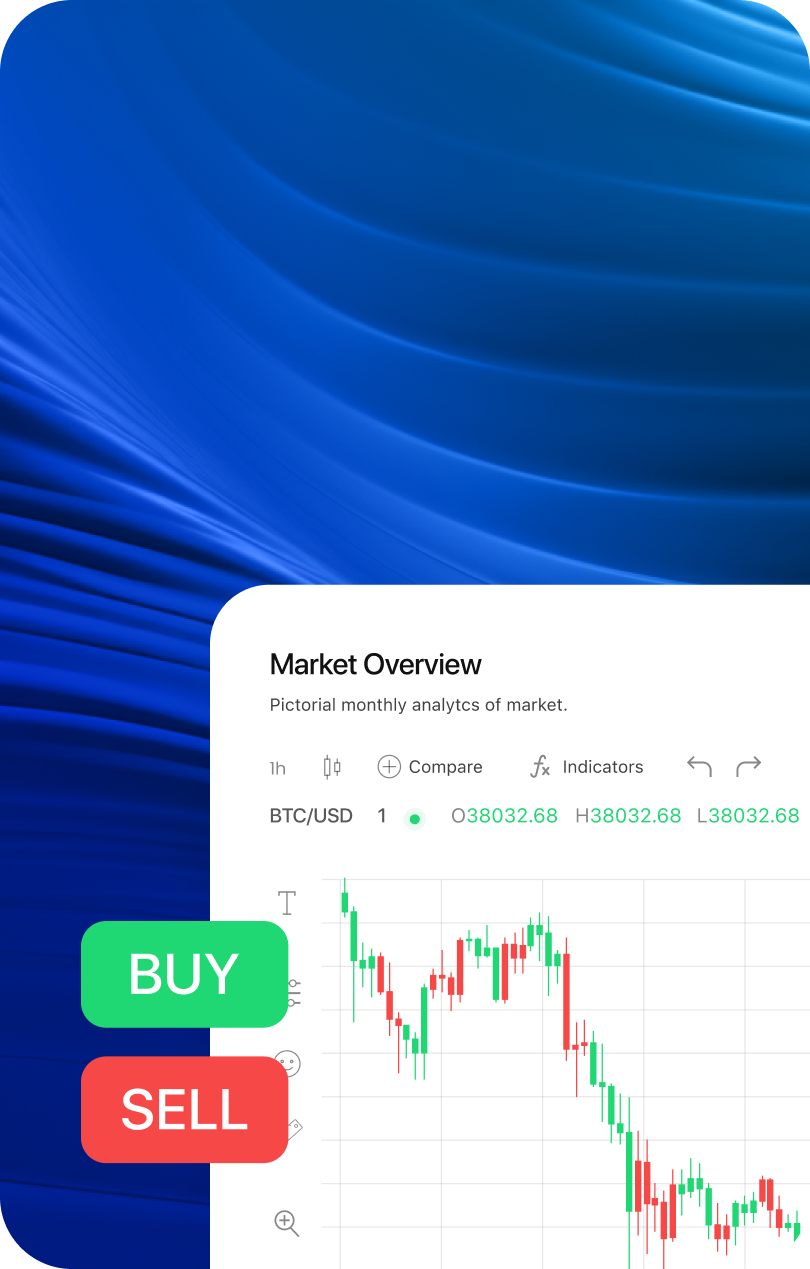 Market Overview
Pictorial monthly analytcs of market.
1h Compare fx Indicators
BTC/USD 1 O38032.68 H38032.68 L38032.68
T
BUY
SELL